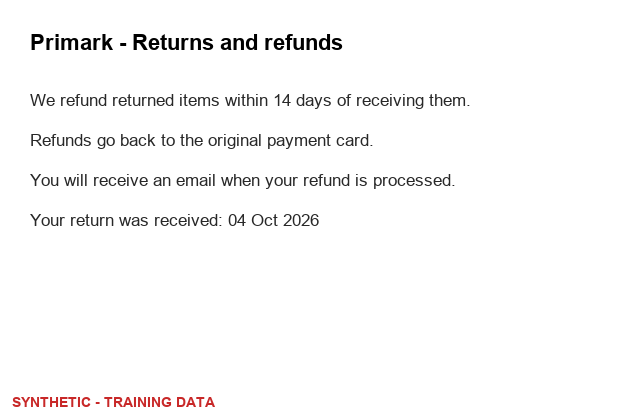 Primark - Returns and refunds
We refund returned items within 14 days of receiving them.
Refunds go back to the original payment card.
You will receive an email when your refund is processed.
Your return was received: 04 Oct 2026
SYNTHETIC - TRAINING DATA